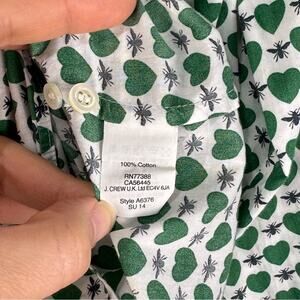 100% Cotton
RN77388
CA56445
J. CREW U.K. Ltd EC4V 6JA
Style A6376
SU 14